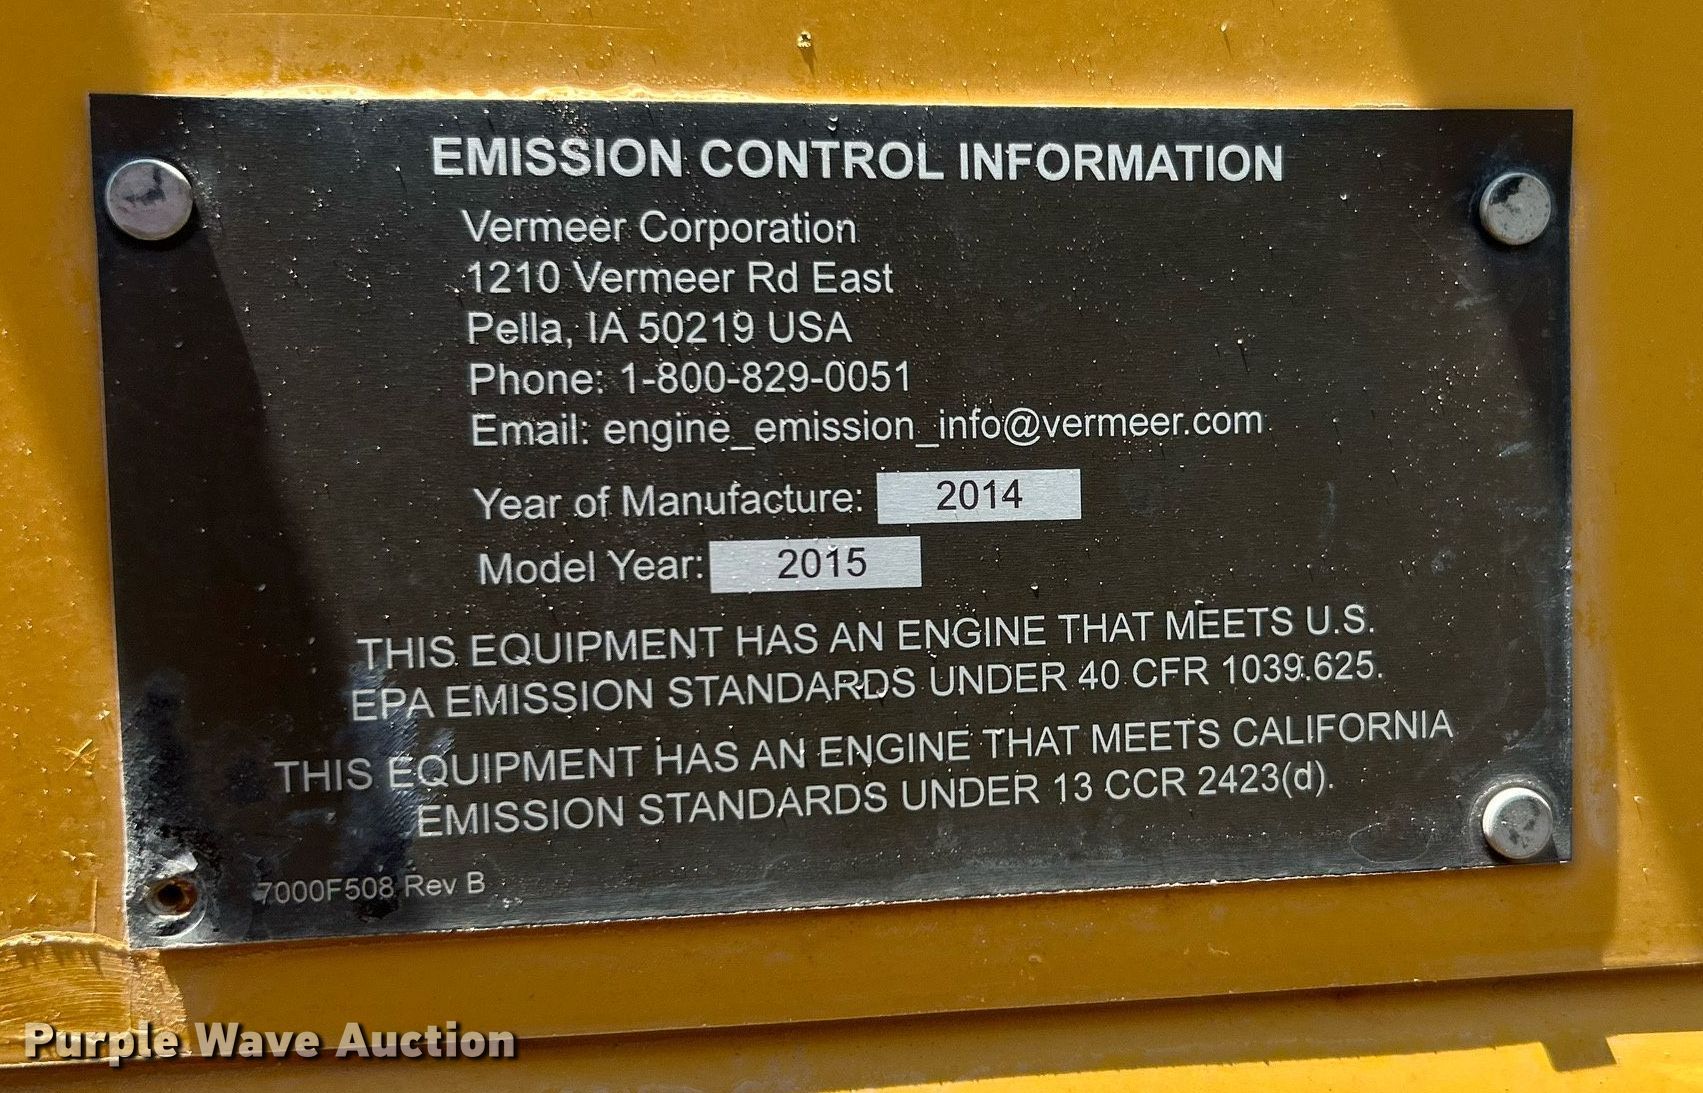 EMISSION CONTROL INFORMATION
Vermeer Corporation
1210 Vermeer Rd East
Pella, IA 50219 USA
Phone: 1-800-829-0051
Email: engine_emission_info@vermeer.com
Year of Manufacture: 2014
Model Year: 2015
THIS EQUIPMENT HAS AN ENGINE THAT MEETS U.S.
EPA EMISSION STANDARDS UNDER 40 CFR 1039.625.
THIS EQUIPMENT HAS AN ENGINE THAT MEETS CALIFORNIA
EMISSION STANDARDS UNDER 13 CCR 2423(d).
7000F508 Rev B
Purple Wave Auction